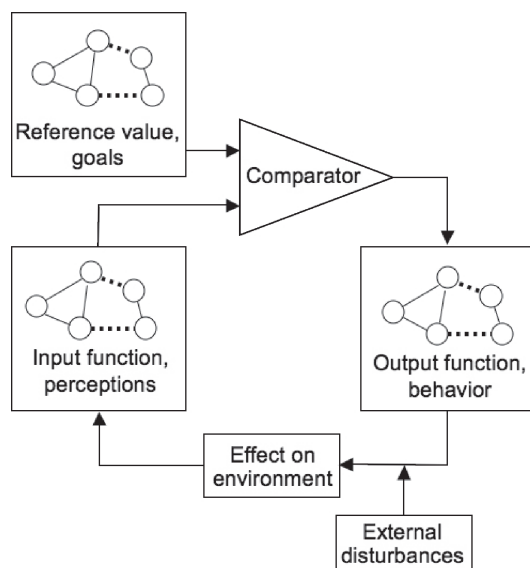 Reference value,
goals
Comparator
Input function,
perceptions
Output function,
behavior
Effect on
environment
External
disturbances